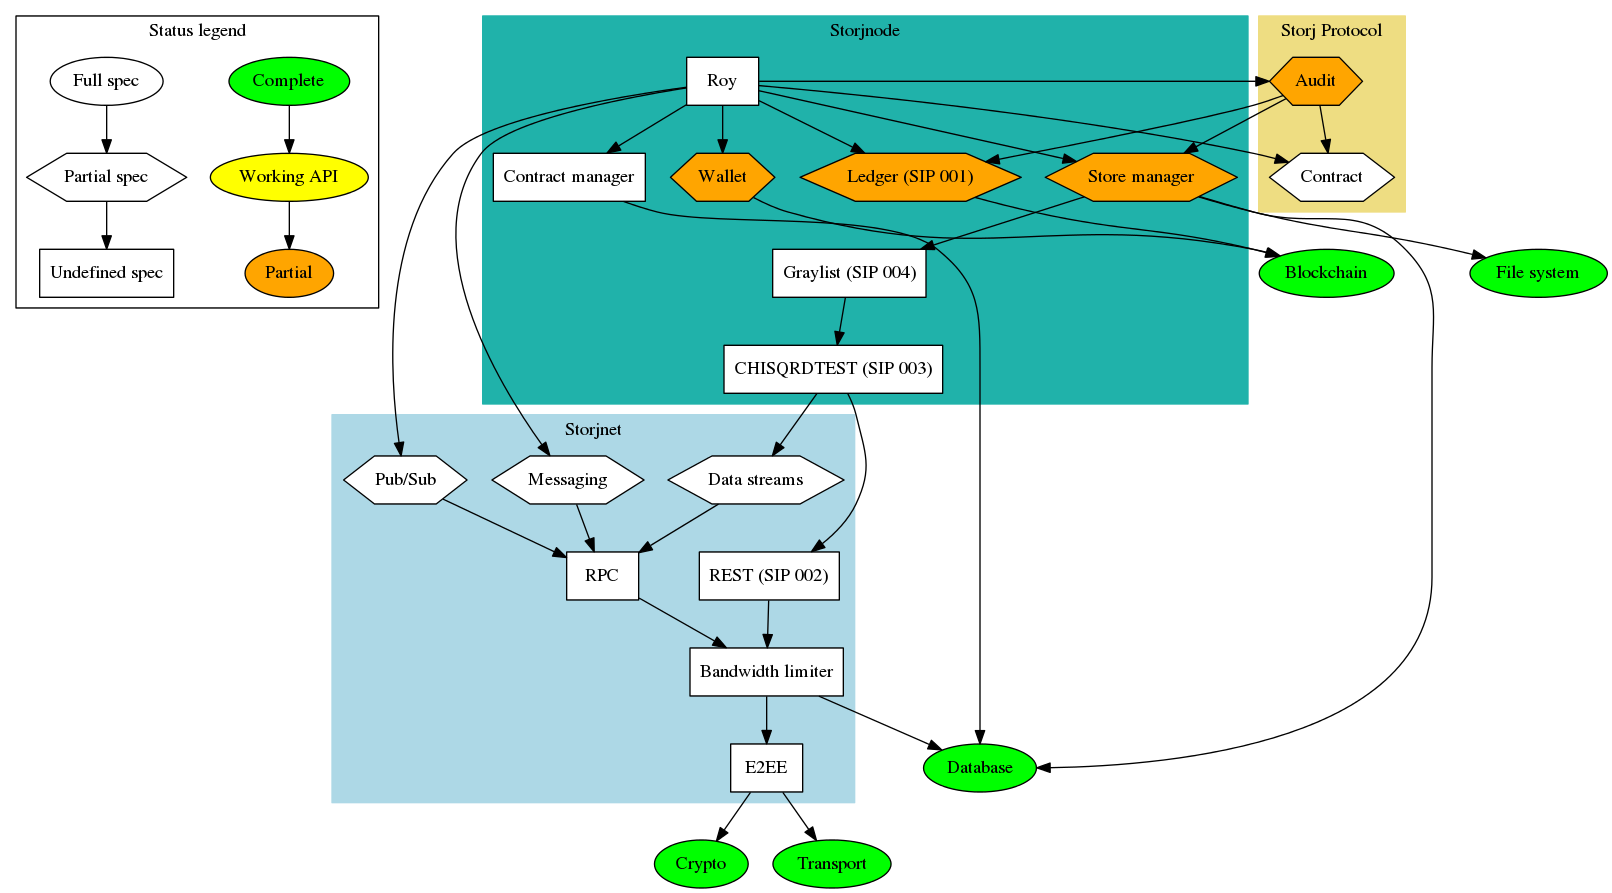 Status legend
Full spec
Complete
Partial spec
Working API
Undefined spec
Partial
Storjnode
Roy
Contract manager
Wallet
Ledger (SIP 001)
Store manager
Graylist (SIP 004)
CHISQRDTEST (SIP 003)
Storj Protocol
Audit
Contract
Blockchain
File system
Storjnet
Pub/Sub
Messaging
Data streams
RPC
REST (SIP 002)
Bandwidth limiter
E2EE
Database
Crypto
Transport